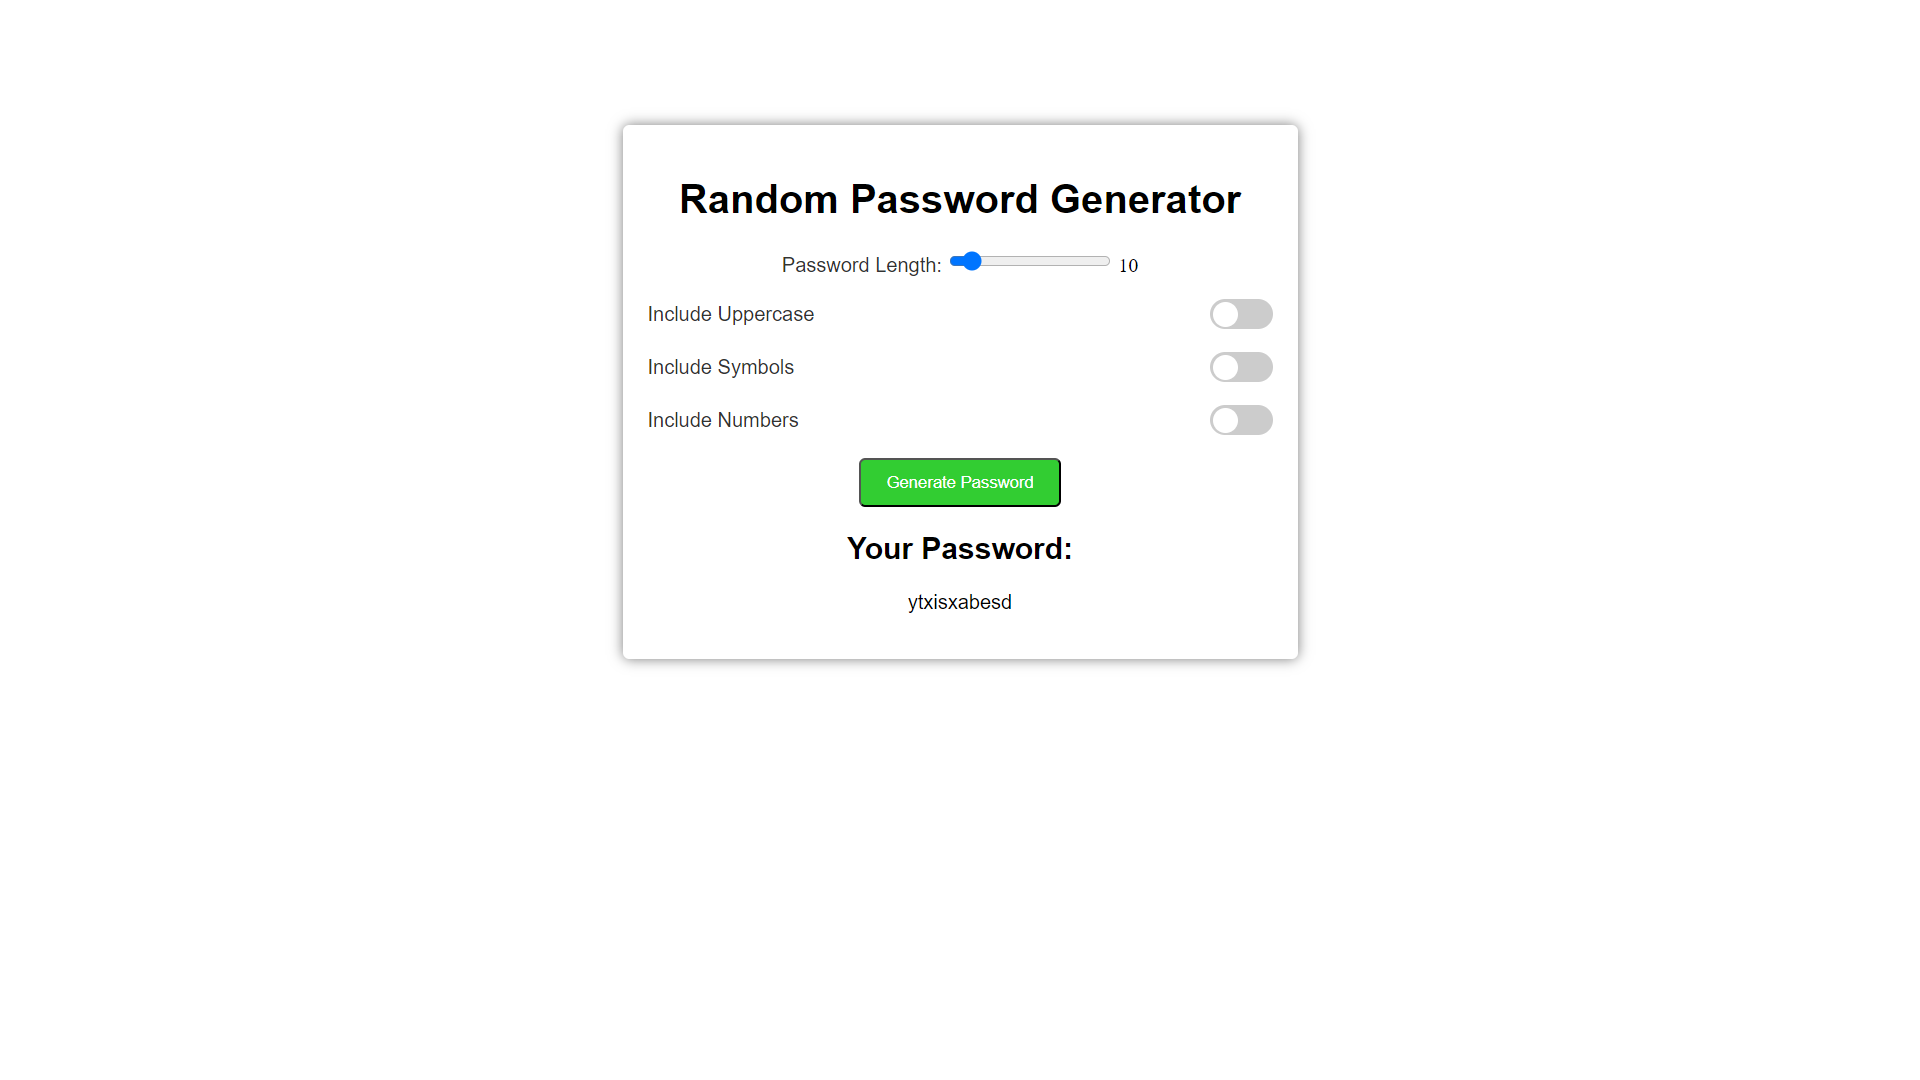 Random Password Generator
Password Length: 10
Include Uppercase
Include Symbols
Include Numbers
Generate Password
Your Password:
ytxisxabesd